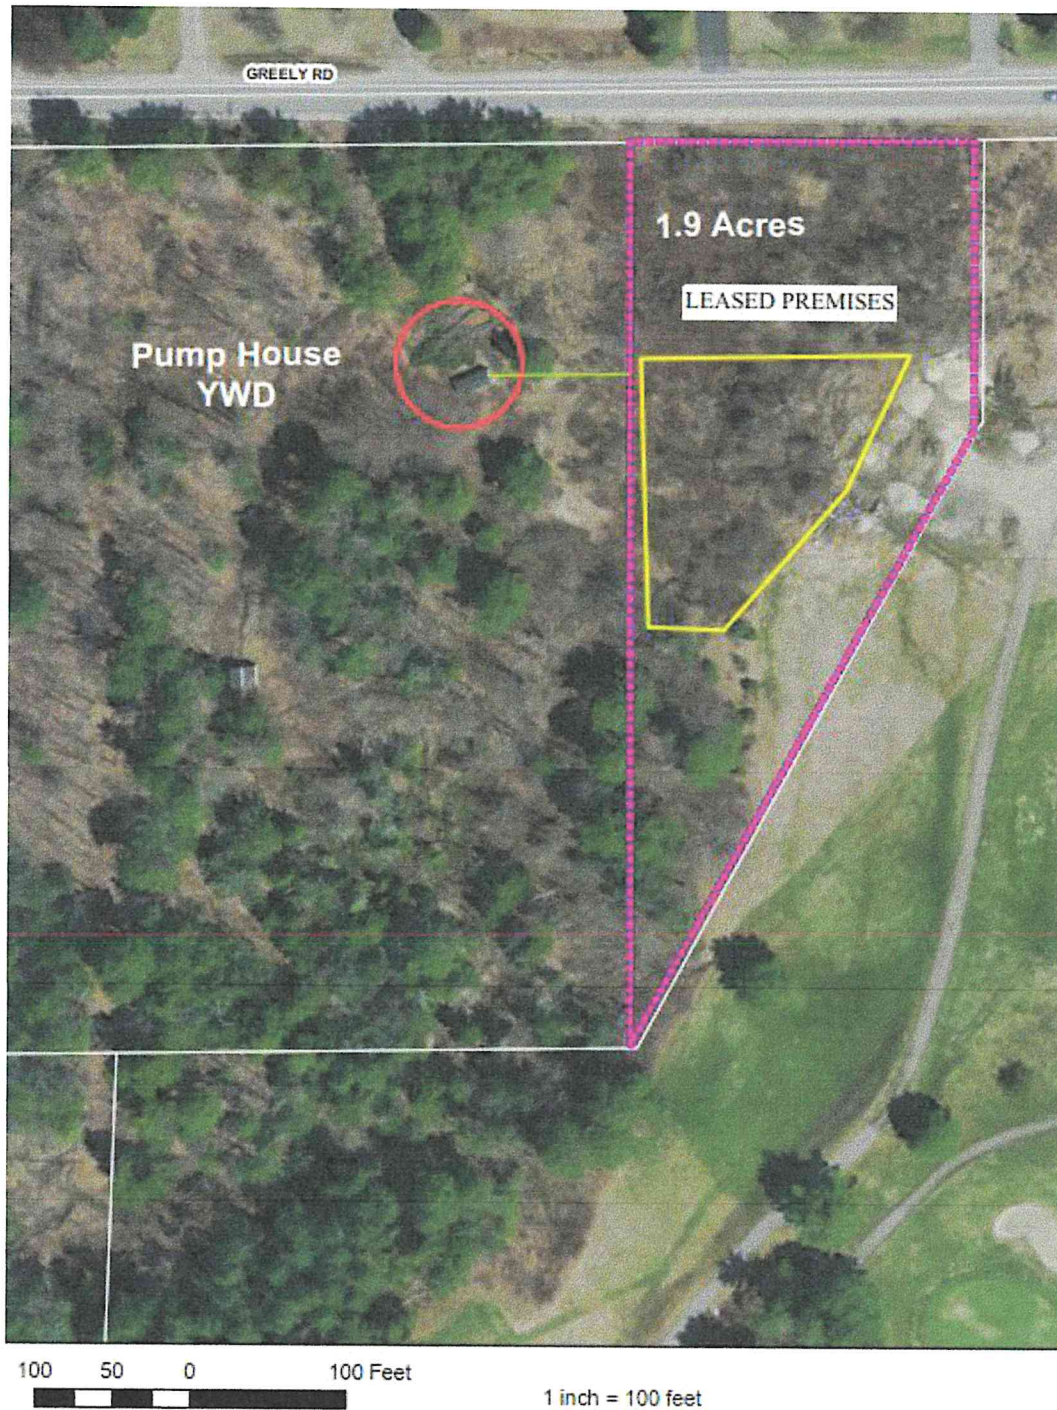 GREELY RD
1.9 Acres
LEASED PREMISES
Pump House
YWD
100 50 0 100 Feet
1 inch = 100 feet